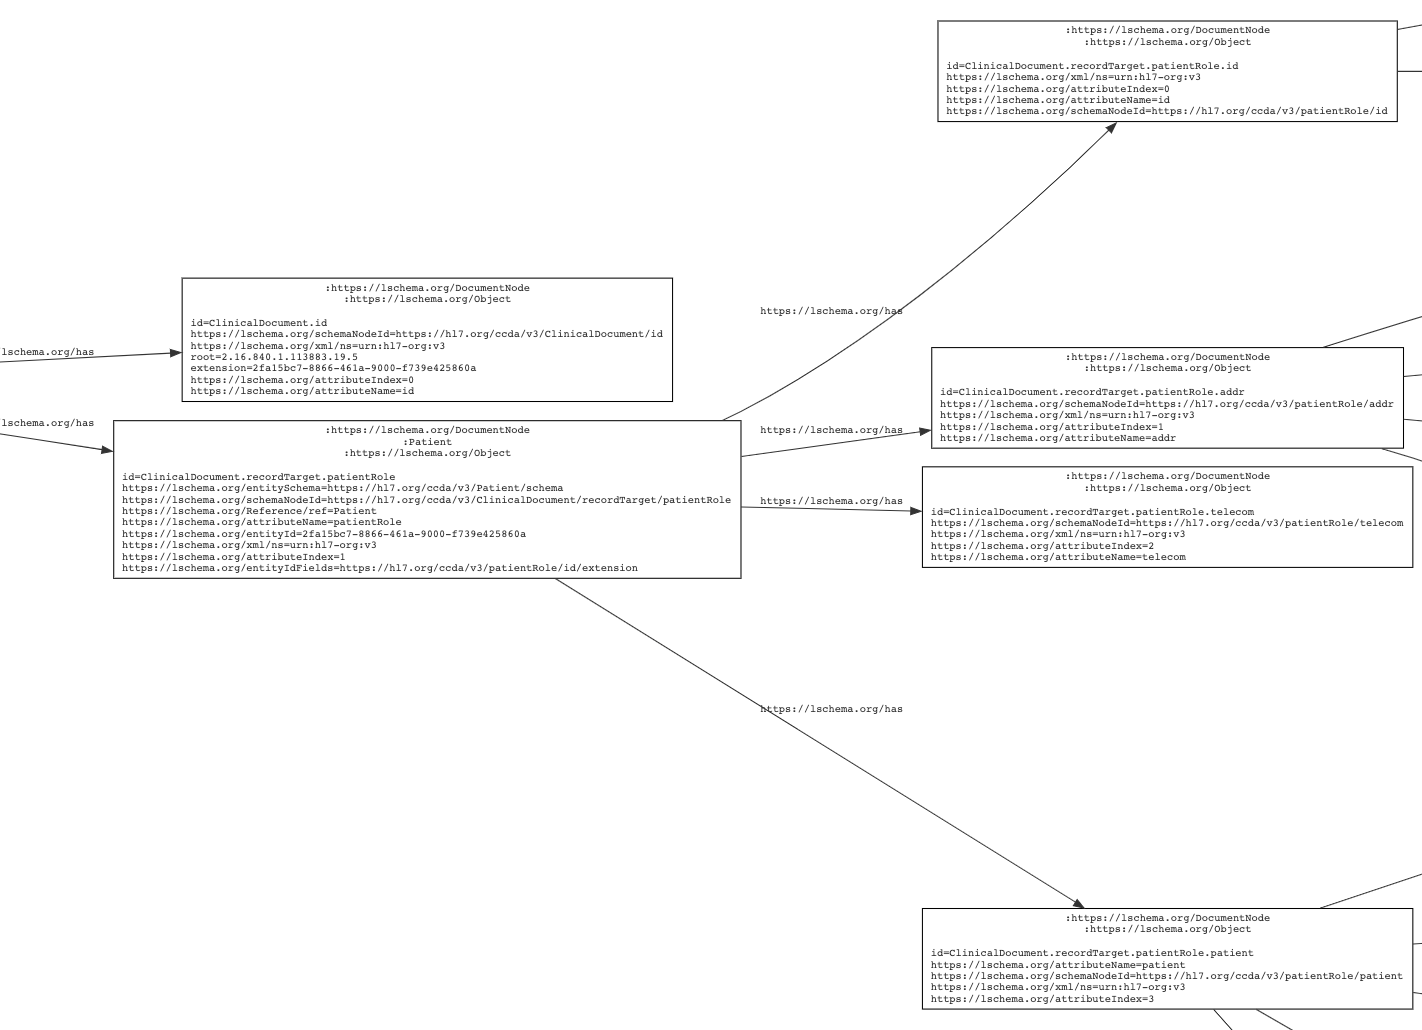 :https://lschema.org/DocumentNode
:https://lschema.org/Object
id=ClinicalDocument.recordTarget.patientRole.id
https://lschema.org/xml/ns=urn:hl7-org:v3
https://lschema.org/attributeIndex=0
https://lschema.org/attributeName=id
https://lschema.org/schemaNodeId=https://hl7.org/ccda/v3/patientRole/id
:https://lschema.org/DocumentNode
:https://lschema.org/Object
id=ClinicalDocument.id
https://lschema.org/schemaNodeId=https://hl7.org/ccda/v3/ClinicalDocument/id
https://lschema.org/xml/ns=urn:hl7-org:v3
root=2.16.840.1.113883.19.5
extension=2fa15bc7-8866-461a-9000-f739e425860a
https://lschema.org/attributeIndex=0
https://lschema.org/attributeName=id
lschema.org/has
https://lschema.org/has
lschema.org/has
:https://lschema.org/DocumentNode
:Patient
:https://lschema.org/Object
id=ClinicalDocument.recordTarget.patientRole
https://lschema.org/entitySchema=https://hl7.org/ccda/v3/Patient/schema
https://lschema.org/schemaNodeId=https://hl7.org/ccda/v3/ClinicalDocument/recordTarget/patientRole
https://lschema.org/Reference/ref=Patient
https://lschema.org/attributeName=patientRole
https://lschema.org/entityId=2fa15bc7-8866-461a-9000-f739e425860a
https://lschema.org/xml/ns=urn:hl7-org:v3
https://lschema.org/attributeIndex=1
https://lschema.org/entityIdFields=https://hl7.org/ccda/v3/patientRole/id/extension
https://lschema.org/has
:https://lschema.org/DocumentNode
:https://lschema.org/Object
id=ClinicalDocument.recordTarget.patientRole.addr
https://lschema.org/schemaNodeId=https://hl7.org/ccda/v3/patientRole/addr
https://lschema.org/xml/ns=urn:hl7-org:v3
https://lschema.org/attributeIndex=1
https://lschema.org/attributeName=addr
https://lschema.org/has
:https://lschema.org/DocumentNode
:https://lschema.org/Object
id=ClinicalDocument.recordTarget.patientRole.telecom
https://lschema.org/schemaNodeId=https://hl7.org/ccda/v3/patientRole/telecom
https://lschema.org/xml/ns=urn:hl7-org:v3
https://lschema.org/attributeIndex=2
https://lschema.org/attributeName=telecom
https://lschema.org/has
:https://lschema.org/DocumentNode
:https://lschema.org/Object
id=ClinicalDocument.recordTarget.patientRole.patient
https://lschema.org/attributeName=patient
https://lschema.org/schemaNodeId=https://hl7.org/ccda/v3/patientRole/patient
https://lschema.org/xml/ns=urn:hl7-org:v3
https://lschema.org/attributeIndex=3